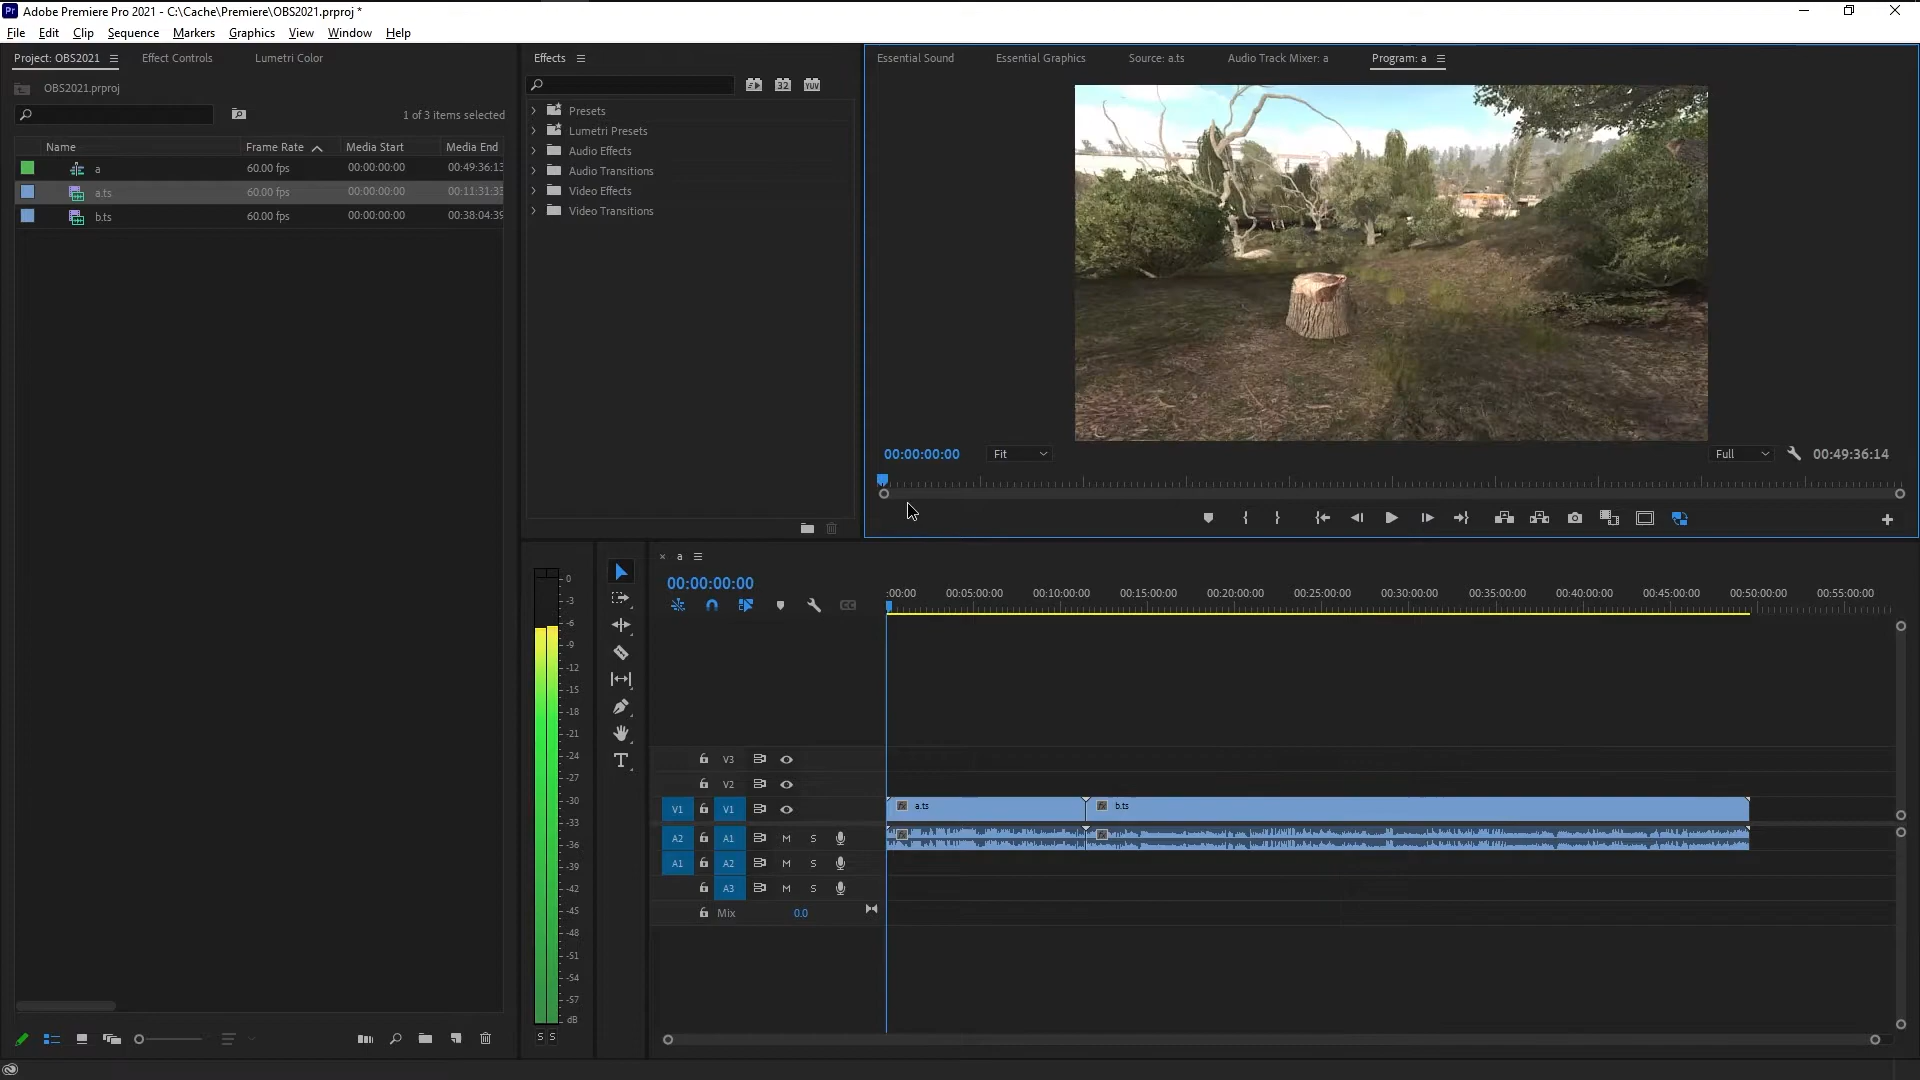 Pr Adobe Premiere Pro 2021 - C:\Cache\Premiere\OBS2021.prproj *
File Edit Clip Sequence Markers Graphics View Window Help
Project: OBS2021 Effect Controls Lumetri Color
OBS2021.prproj
1 of 3 items selected
Name Frame Rate Media Start Media End
a 60.00 fps 00:00:00:00 00:49:36:13
a.ts 60.00 fps 00:00:00:00 00:11:31:33
b.ts 60.00 fps 00:00:00:00 00:38:04:39
Effects
32 YUV
Presets
Lumetri Presets
Audio Effects
Audio Transitions
Video Effects
Video Transitions
Essential Sound Essential Graphics Source: a.ts Audio Track Mixer: a Program: a
00:00:00:00 Fit Full 00:49:36:14
0
-3
-6
-9
-12
-15
-18
-21
-24
-27
-30
-33
-36
-39
-42
-45
-48
-51
-54
-57
dB
S S
T
× a
00:00:00:00
CC
:00:00 00:05:00:00 00:10:00:00 00:15:00:00 00:20:00:00 00:25:00:00 00:30:00:00 00:35:00:00 00:40:00:00 00:45:00:00 00:50:00:00 00:55:00:00
V3
V2
V1 V1 fx a.ts fx b.ts
A2 A1 M S
A1 A2 M S
A3 M S
Mix 0.0